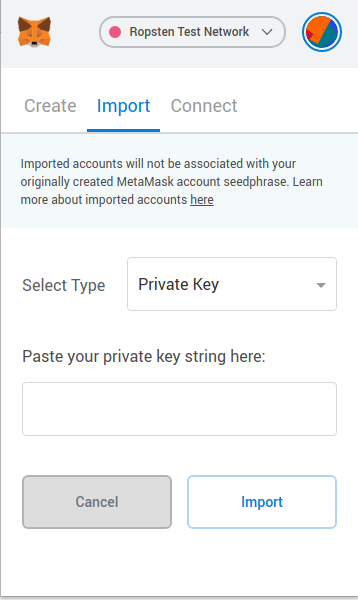 Ropsten Test Network
Create Import Connect
Imported accounts will not be associated with your
originally created MetaMask account seedphrase. Learn
more about imported accounts here
Select Type Private Key
Paste your private key string here:
Cancel Import